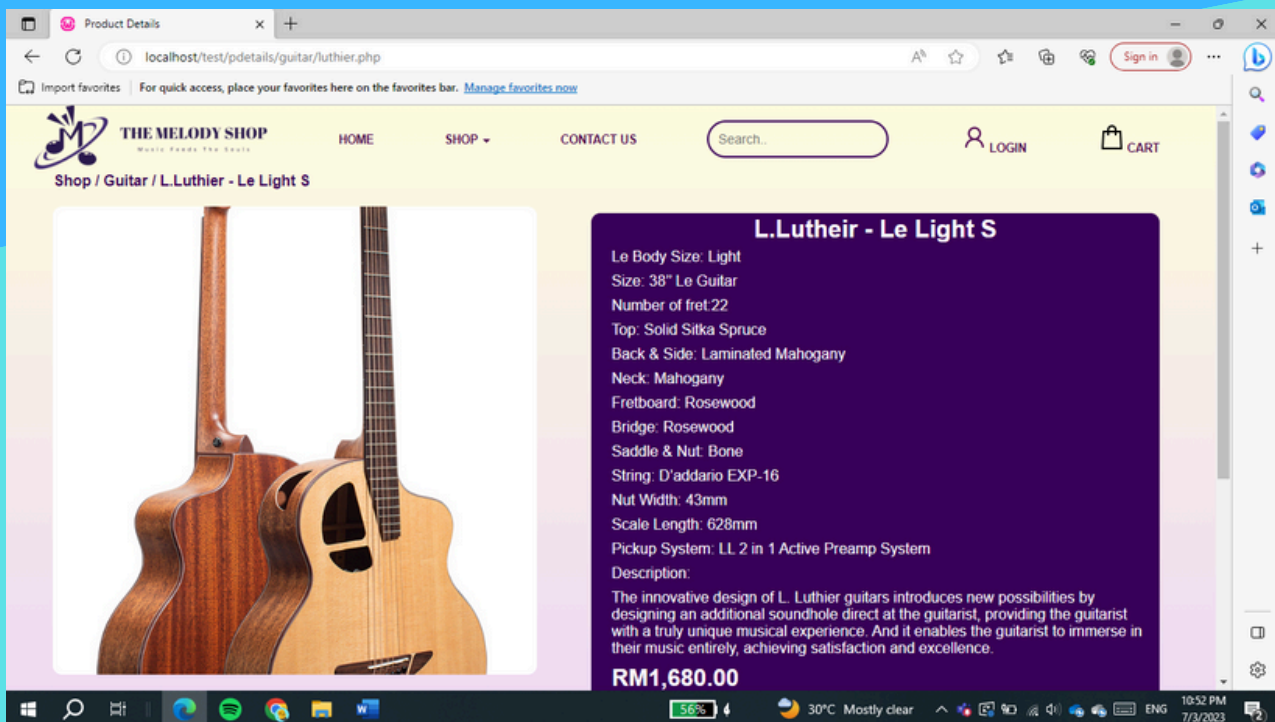 Product Details
localhost/test/pdetails/guitar/luthier.php
Sign in
Import favorites
For quick access, place your favorites here on the favorites bar. Manage favorites now
THE MELODY SHOP
Music Feeds The Souls
HOME
SHOP
CONTACT US
Search..
LOGIN
CART
Shop / Guitar / L.Luthier - Le Light S
L.Lutheir - Le Light S
Le Body Size: Light
Size: 38" Le Guitar
Number of fret:22
Top: Solid Sitka Spruce
Back & Side: Laminated Mahogany
Neck: Mahogany
Fretboard: Rosewood
Bridge: Rosewood
Saddle & Nut: Bone
String: D'addario EXP-16
Nut Width: 43mm
Scale Length: 628mm
Pickup System: LL 2 in 1 Active Preamp System
Description:
The innovative design of L. Luthier guitars introduces new possibilities by
designing an additional soundhole direct at the guitarist, providing the guitarist
with a truly unique musical experience. And it enables the guitarist to immerse in
their music entirely, achieving satisfaction and excellence.
RM1,680.00
56%
30°C Mostly clear
ENG
10:52 PM
7/3/2023
2